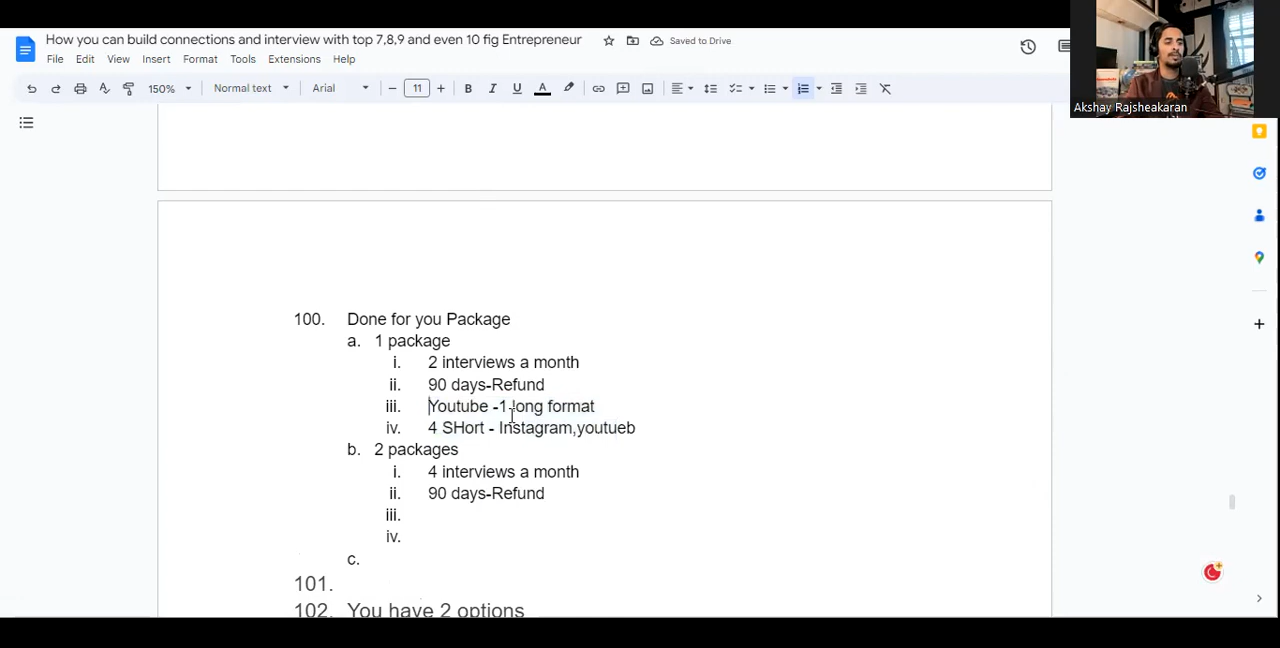 How you can build connections and interview with top 7,8,9 and even 10 fig Entrepreneur
Saved to Drive
File Edit View Insert Format Tools Extensions Help
150% Normal text Arial 11
Akshay Rajsheakaran
100. Done for you Package
a. 1 package
i. 2 interviews a month
ii. 90 days-Refund
iii. Youtube -1 long format
iv. 4 SHort - Instagram,youtueb
b. 2 packages
i. 4 interviews a month
ii. 90 days-Refund
iii.
iv.
c.
101.
102. You have 2 options